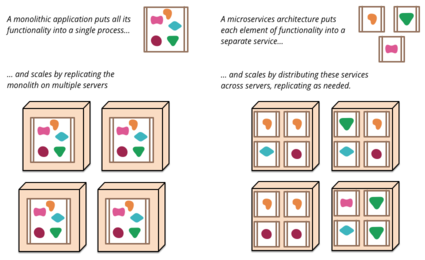 A monolithic application puts all its
functionality into a single process...
A microservices architecture puts
each element of functionality into a
separate service...
... and scales by replicating the
monolith on multiple servers
... and scales by distributing these services
across servers, replicating as needed.